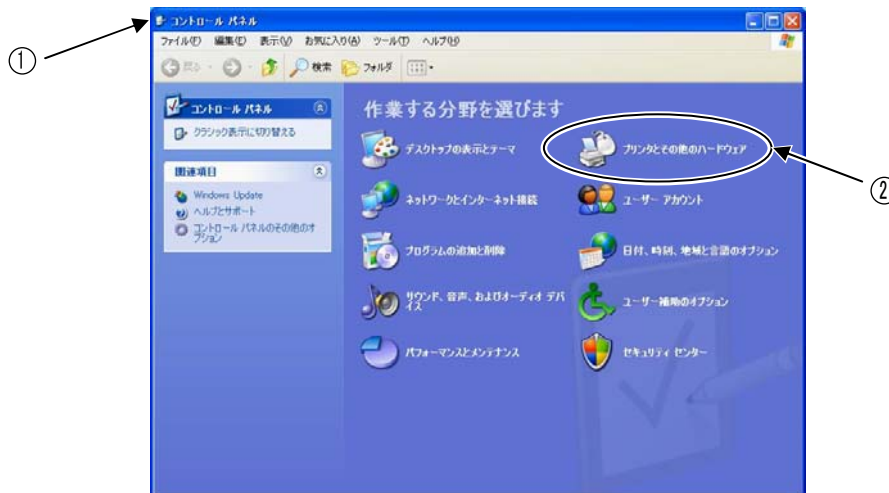 コントロール パネル
ファイル(F) 編集(E) 表示(V) お気に入り(A) ツール(T) ヘルプ(H)
戻る 検索 フォルダ
①
コントロール パネル
クラシック表示に切り替える
関連項目
Windows Update
ヘルプとサポート
コントロール パネルのその他のオ
プション
作業する分野を選びます
デスクトップの表示とテーマ
プリンタとその他のハードウェア
②
ネットワークとインターネット接続
ユーザー アカウント
プログラムの追加と削除
日付、時刻、地域と言語のオプション
サウンド、音声、およびオーディオ デバ
イス
ユーザー補助のオプション
パフォーマンスとメンテナンス
セキュリティ センター